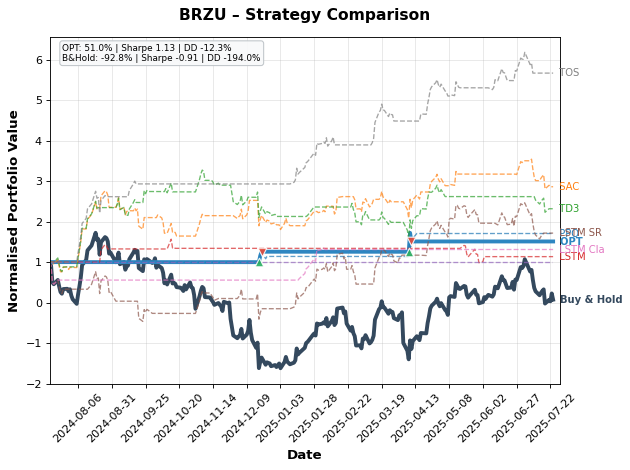 BRZU – Strategy Comparison
OPT: 51.0% | Sharpe 1.13 | DD -12.3%
B&Hold: -92.8% | Sharpe -0.91 | DD -194.0%
Normalised Portfolio Value
6
5
4
3
2
1
0
−1
−2
TOS
SAC
TD3
LSTM SR
OPT
LSTM Cla
LSTM
Buy & Hold
2024-08-06
2024-08-31
2024-09-25
2024-10-20
2024-11-14
2024-12-09
2025-01-03
2025-01-28
2025-02-22
2025-03-19
2025-04-13
2025-05-08
2025-06-02
2025-06-27
2025-07-22
Date